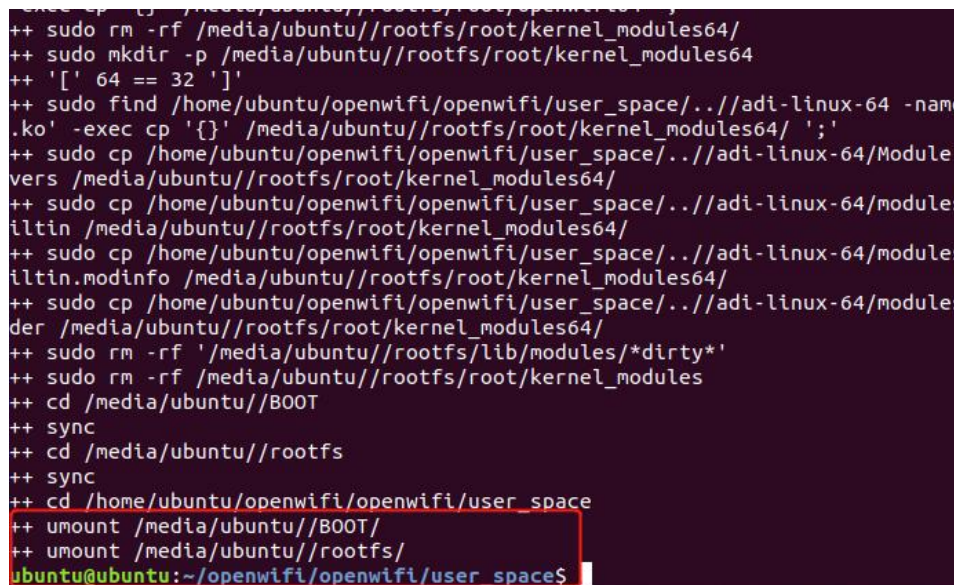 ++ sudo rm -rf /media/ubuntu//rootfs/root/kernel_modules64/
++ sudo mkdir -p /media/ubuntu//rootfs/root/kernel_modules64
++ '[' 64 == 32 ']'
++ sudo find /home/ubuntu/openwifi/openwifi/user_space/..//adi-linux-64 -name
.ko' -exec cp '{}' /media/ubuntu//rootfs/root/kernel_modules64/ ';'
++ sudo cp /home/ubuntu/openwifi/openwifi/user_space/..//adi-linux-64/Module
vers /media/ubuntu//rootfs/root/kernel_modules64/
++ sudo cp /home/ubuntu/openwifi/openwifi/user_space/..//adi-linux-64/modules
iltin /media/ubuntu//rootfs/root/kernel_modules64/
++ sudo cp /home/ubuntu/openwifi/openwifi/user_space/..//adi-linux-64/modules
iltin.modinfo /media/ubuntu//rootfs/root/kernel_modules64/
++ sudo cp /home/ubuntu/openwifi/openwifi/user_space/..//adi-linux-64/modules
der /media/ubuntu//rootfs/root/kernel_modules64/
++ sudo rm -rf '/media/ubuntu//rootfs/lib/modules/*dirty*'
++ sudo rm -rf /media/ubuntu//rootfs/root/kernel_modules
++ cd /media/ubuntu//BOOT
++ sync
++ cd /media/ubuntu//rootfs
++ sync
++ cd /home/ubuntu/openwifi/openwifi/user_space
++ umount /media/ubuntu//BOOT/
++ umount /media/ubuntu//rootfs/
ubuntu@ubuntu:~/openwifi/openwifi/user_space$